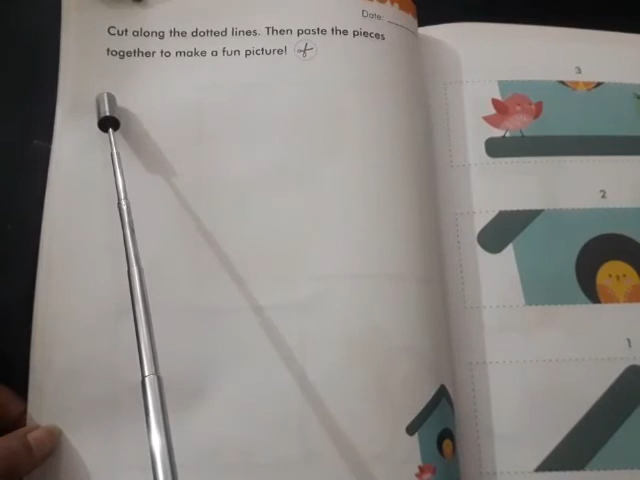 Date:
Cut along the dotted lines. Then paste the pieces
together to make a fun picture!
3
2
1